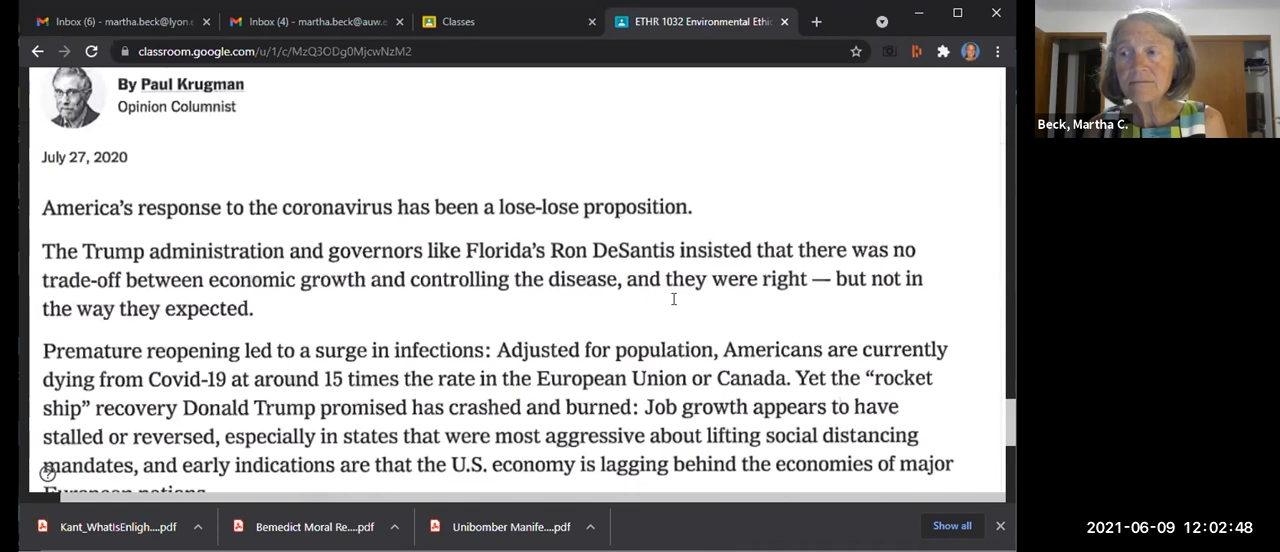 Inbox (6) - martha.beck@lyon.c
Inbox (4) - martha.beck@auw.e
Classes
ETHR 1032 Environmental Ethic
classroom.google.com/u/1/c/MzQ3ODg0MjcwNzM2
By Paul Krugman
Opinion Columnist
July 27, 2020
America's response to the coronavirus has been a lose-lose proposition.
The Trump administration and governors like Florida's Ron DeSantis insisted that there was no
trade-off between economic growth and controlling the disease, and they were right — but not in
the way they expected.
Premature reopening led to a surge in infections: Adjusted for population, Americans are currently
dying from Covid-19 at around 15 times the rate in the European Union or Canada. Yet the “rocket
ship” recovery Donald Trump promised has crashed and burned: Job growth appears to have
stalled or reversed, especially in states that were most aggressive about lifting social distancing
mandates, and early indications are that the U.S. economy is lagging behind the economies of major
European nations.
Kant_WhatIsEnligh....pdf
Bemedict Moral Re....pdf
Unibomber Manife....pdf
Show all
Beck, Martha C.
2021-06-09 12:02:48